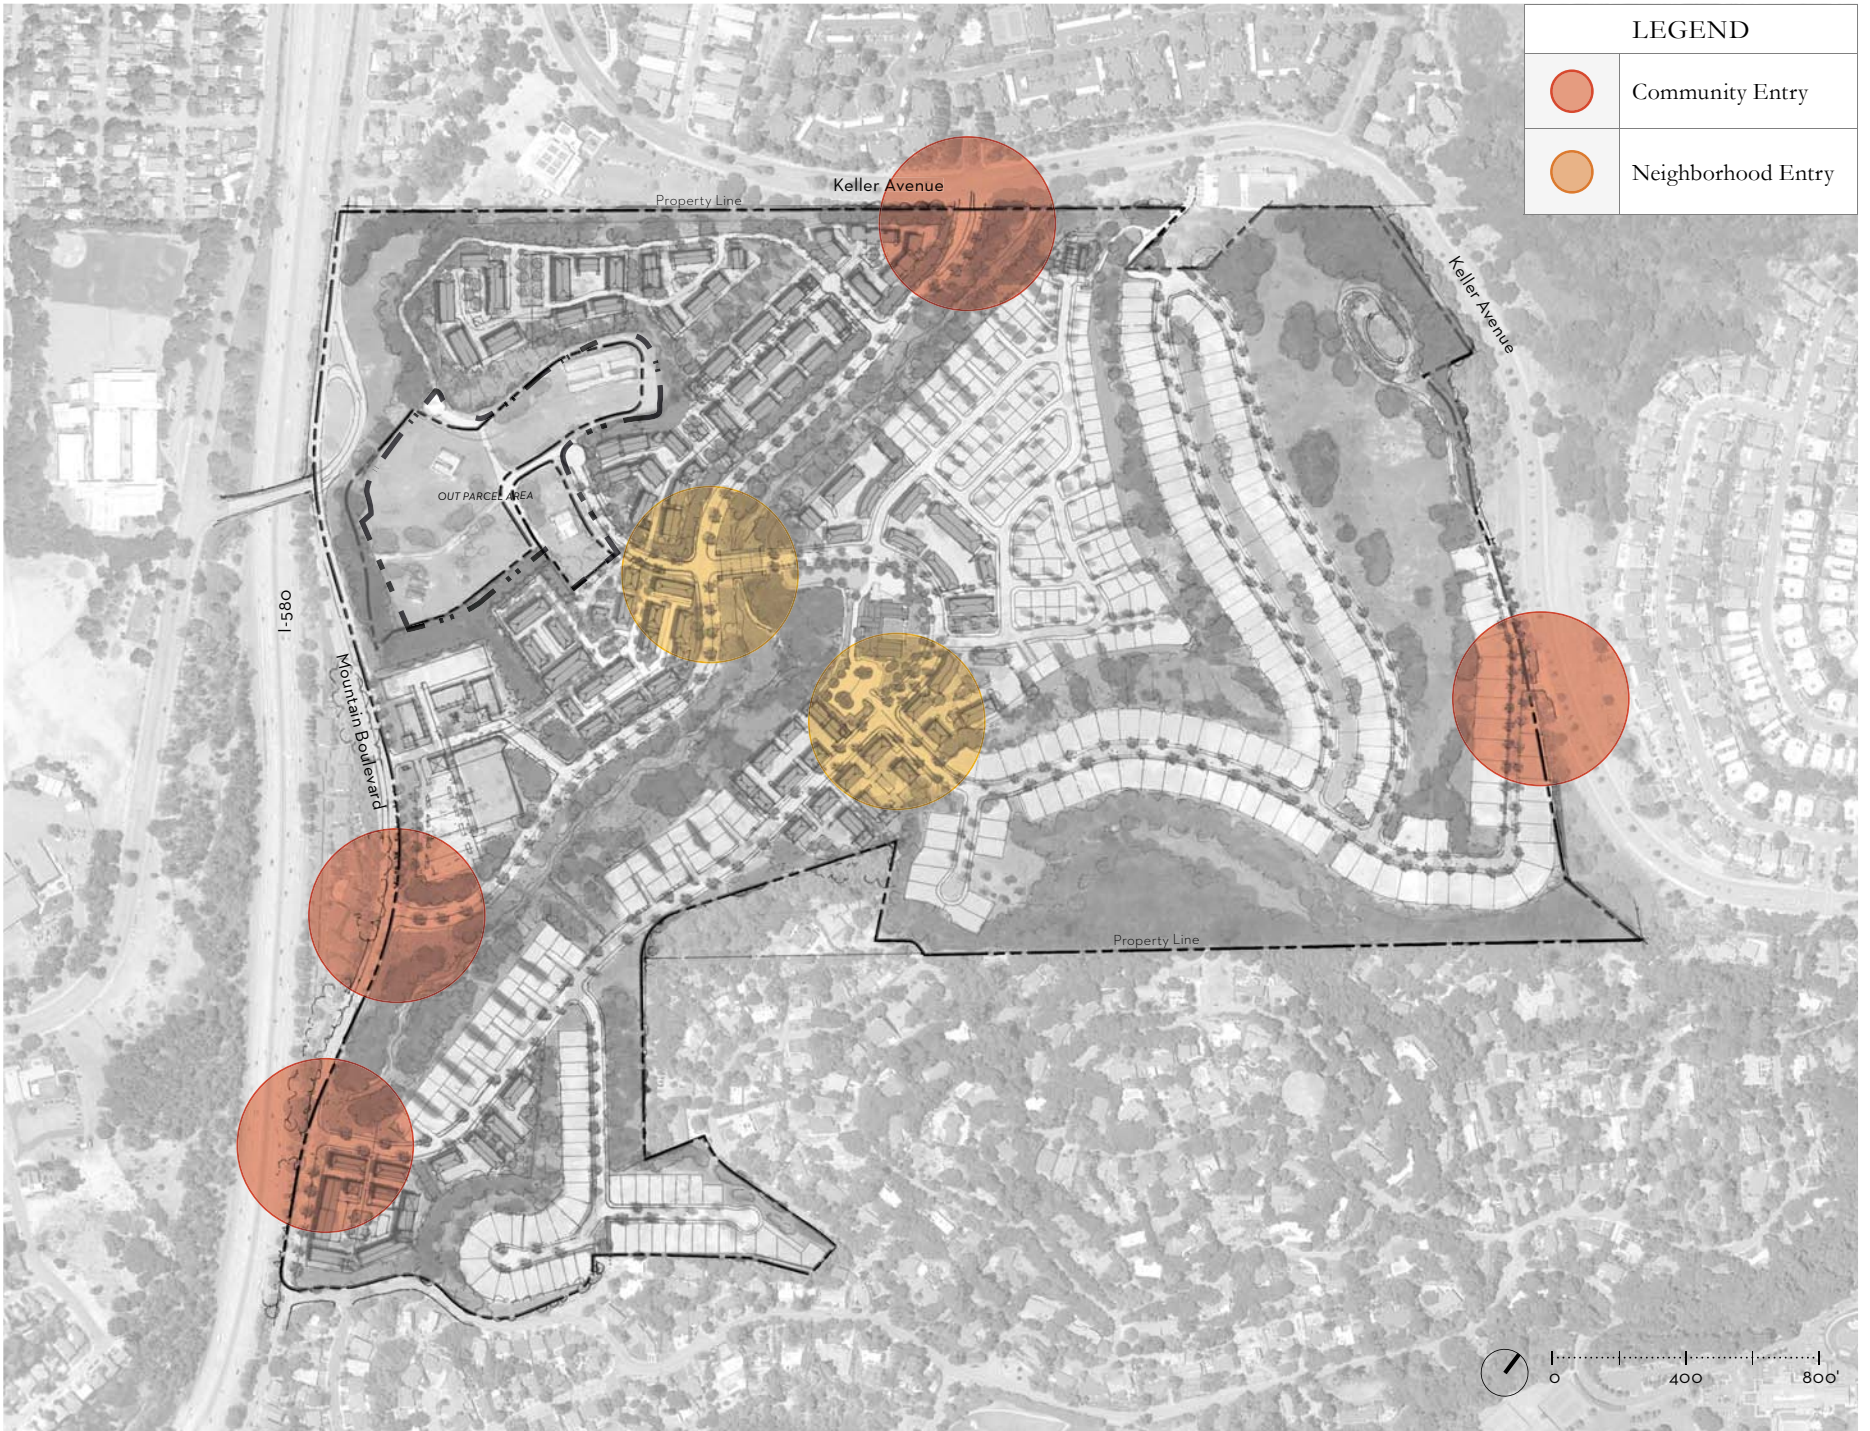 LEGEND
Community Entry
Neighborhood Entry
Keller Avenue
Property Line
Keller Avenue
OUT PARCEL AREA
I-580
Mountain Boulevard
Property Line
0 400 800'